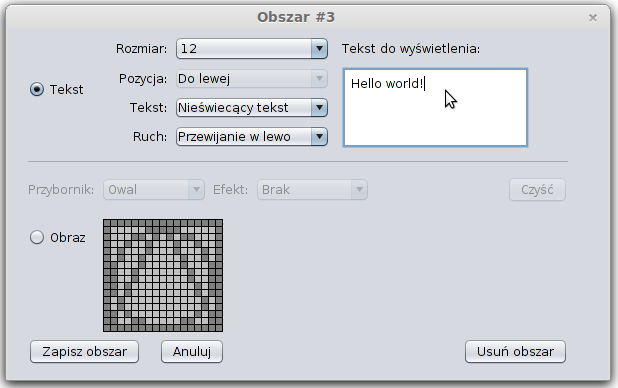 Obszar #3
Rozmiar: 12 Tekst do wyświetlenia:
Pozycja: Do lewej Hello world!
Tekst
Tekst: Nieświecący tekst
Ruch: Przewijanie w lewo
Przybornik: Owal Efekt: Brak Czyść
Obraz
Zapisz obszar Anuluj Usuń obszar